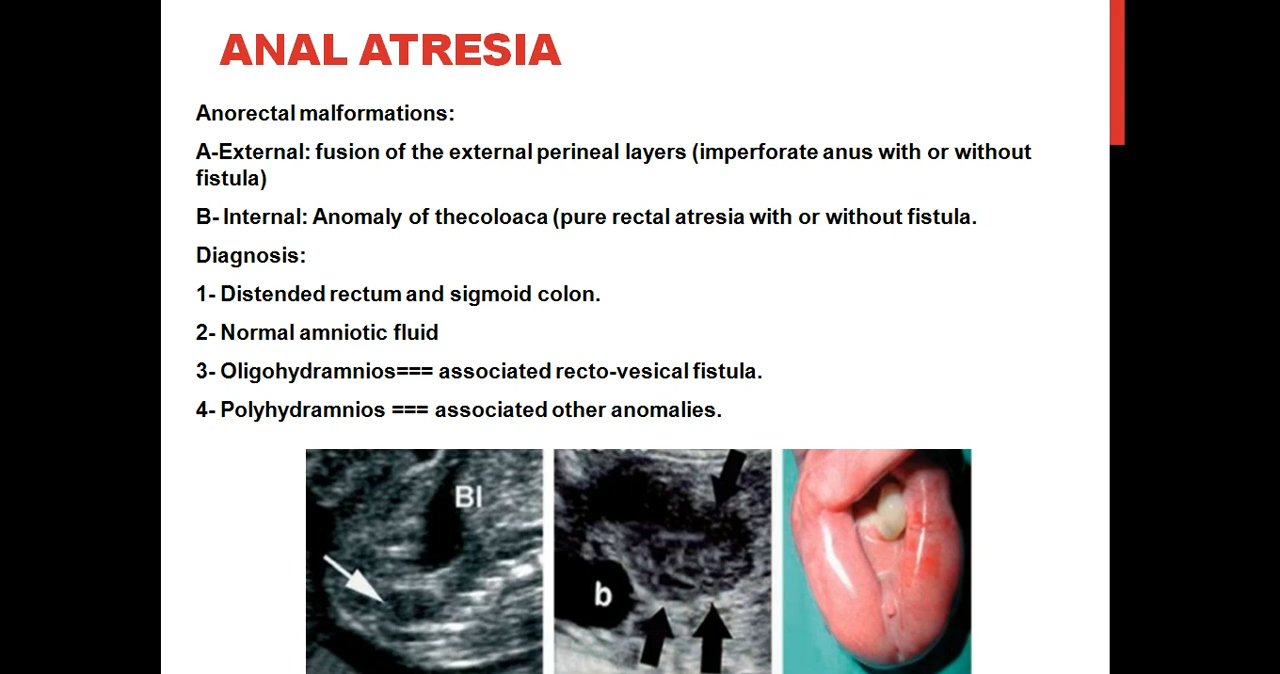 ANAL ATRESIA
Anorectal malformations:
A-External: fusion of the external perineal layers (imperforate anus with or without
fistula)
B- Internal: Anomaly of thecoloaca (pure rectal atresia with or without fistula.
Diagnosis:
1- Distended rectum and sigmoid colon.
2- Normal amniotic fluid
3- Oligohydramnios=== associated recto-vesical fistula.
4- Polyhydramnios === associated other anomalies.
Bl
b